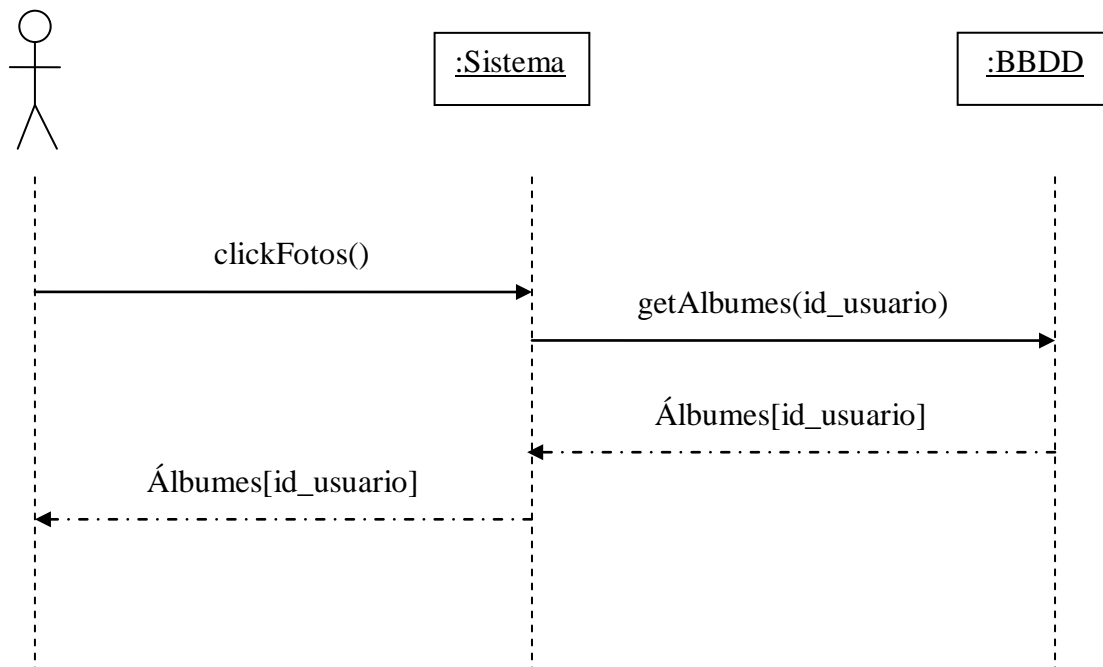 :Sistema
:BBDD
clickFotos()
getAlbumes(id_usuario)
Álbumes[id_usuario]
Álbumes[id_usuario]